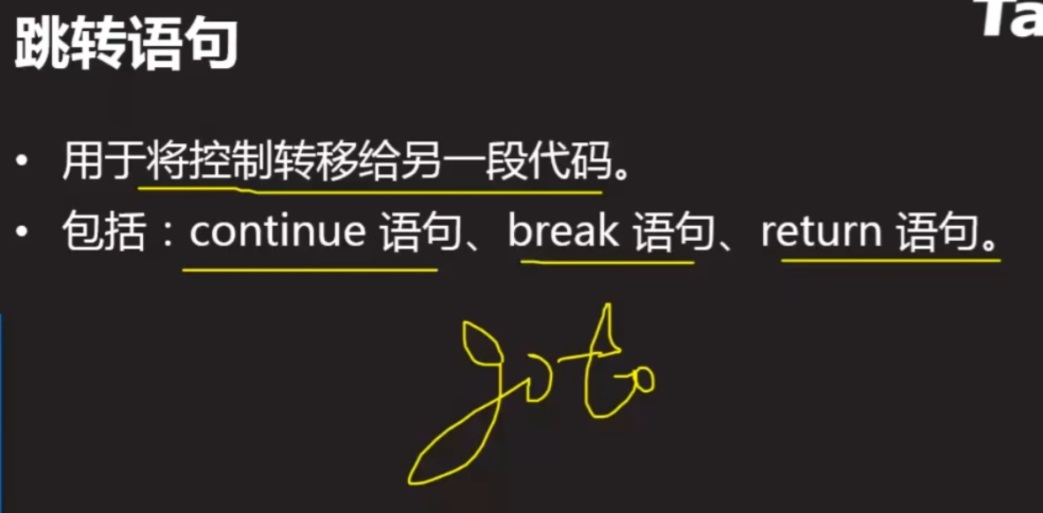 跳转语句
Ta
• 用于将控制转移给另一段代码。
• 包括：continue 语句、break 语句、return 语句。
goto